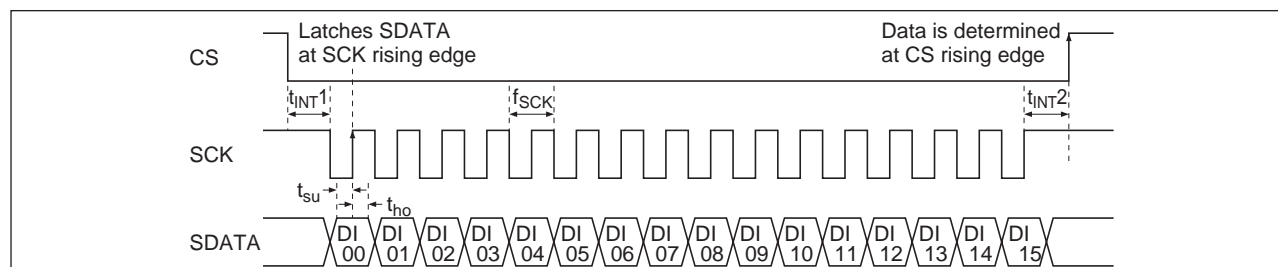 Latches SDATA
at SCK rising edge
Data is determined
at CS rising edge
CS
tINT1
fSCK
tINT2
SCK
tsu
tho
SDATA
DI 00
DI 01
DI 02
DI 03
DI 04
DI 05
DI 06
DI 07
DI 08
DI 09
DI 10
DI 11
DI 12
DI 13
DI 14
DI 15